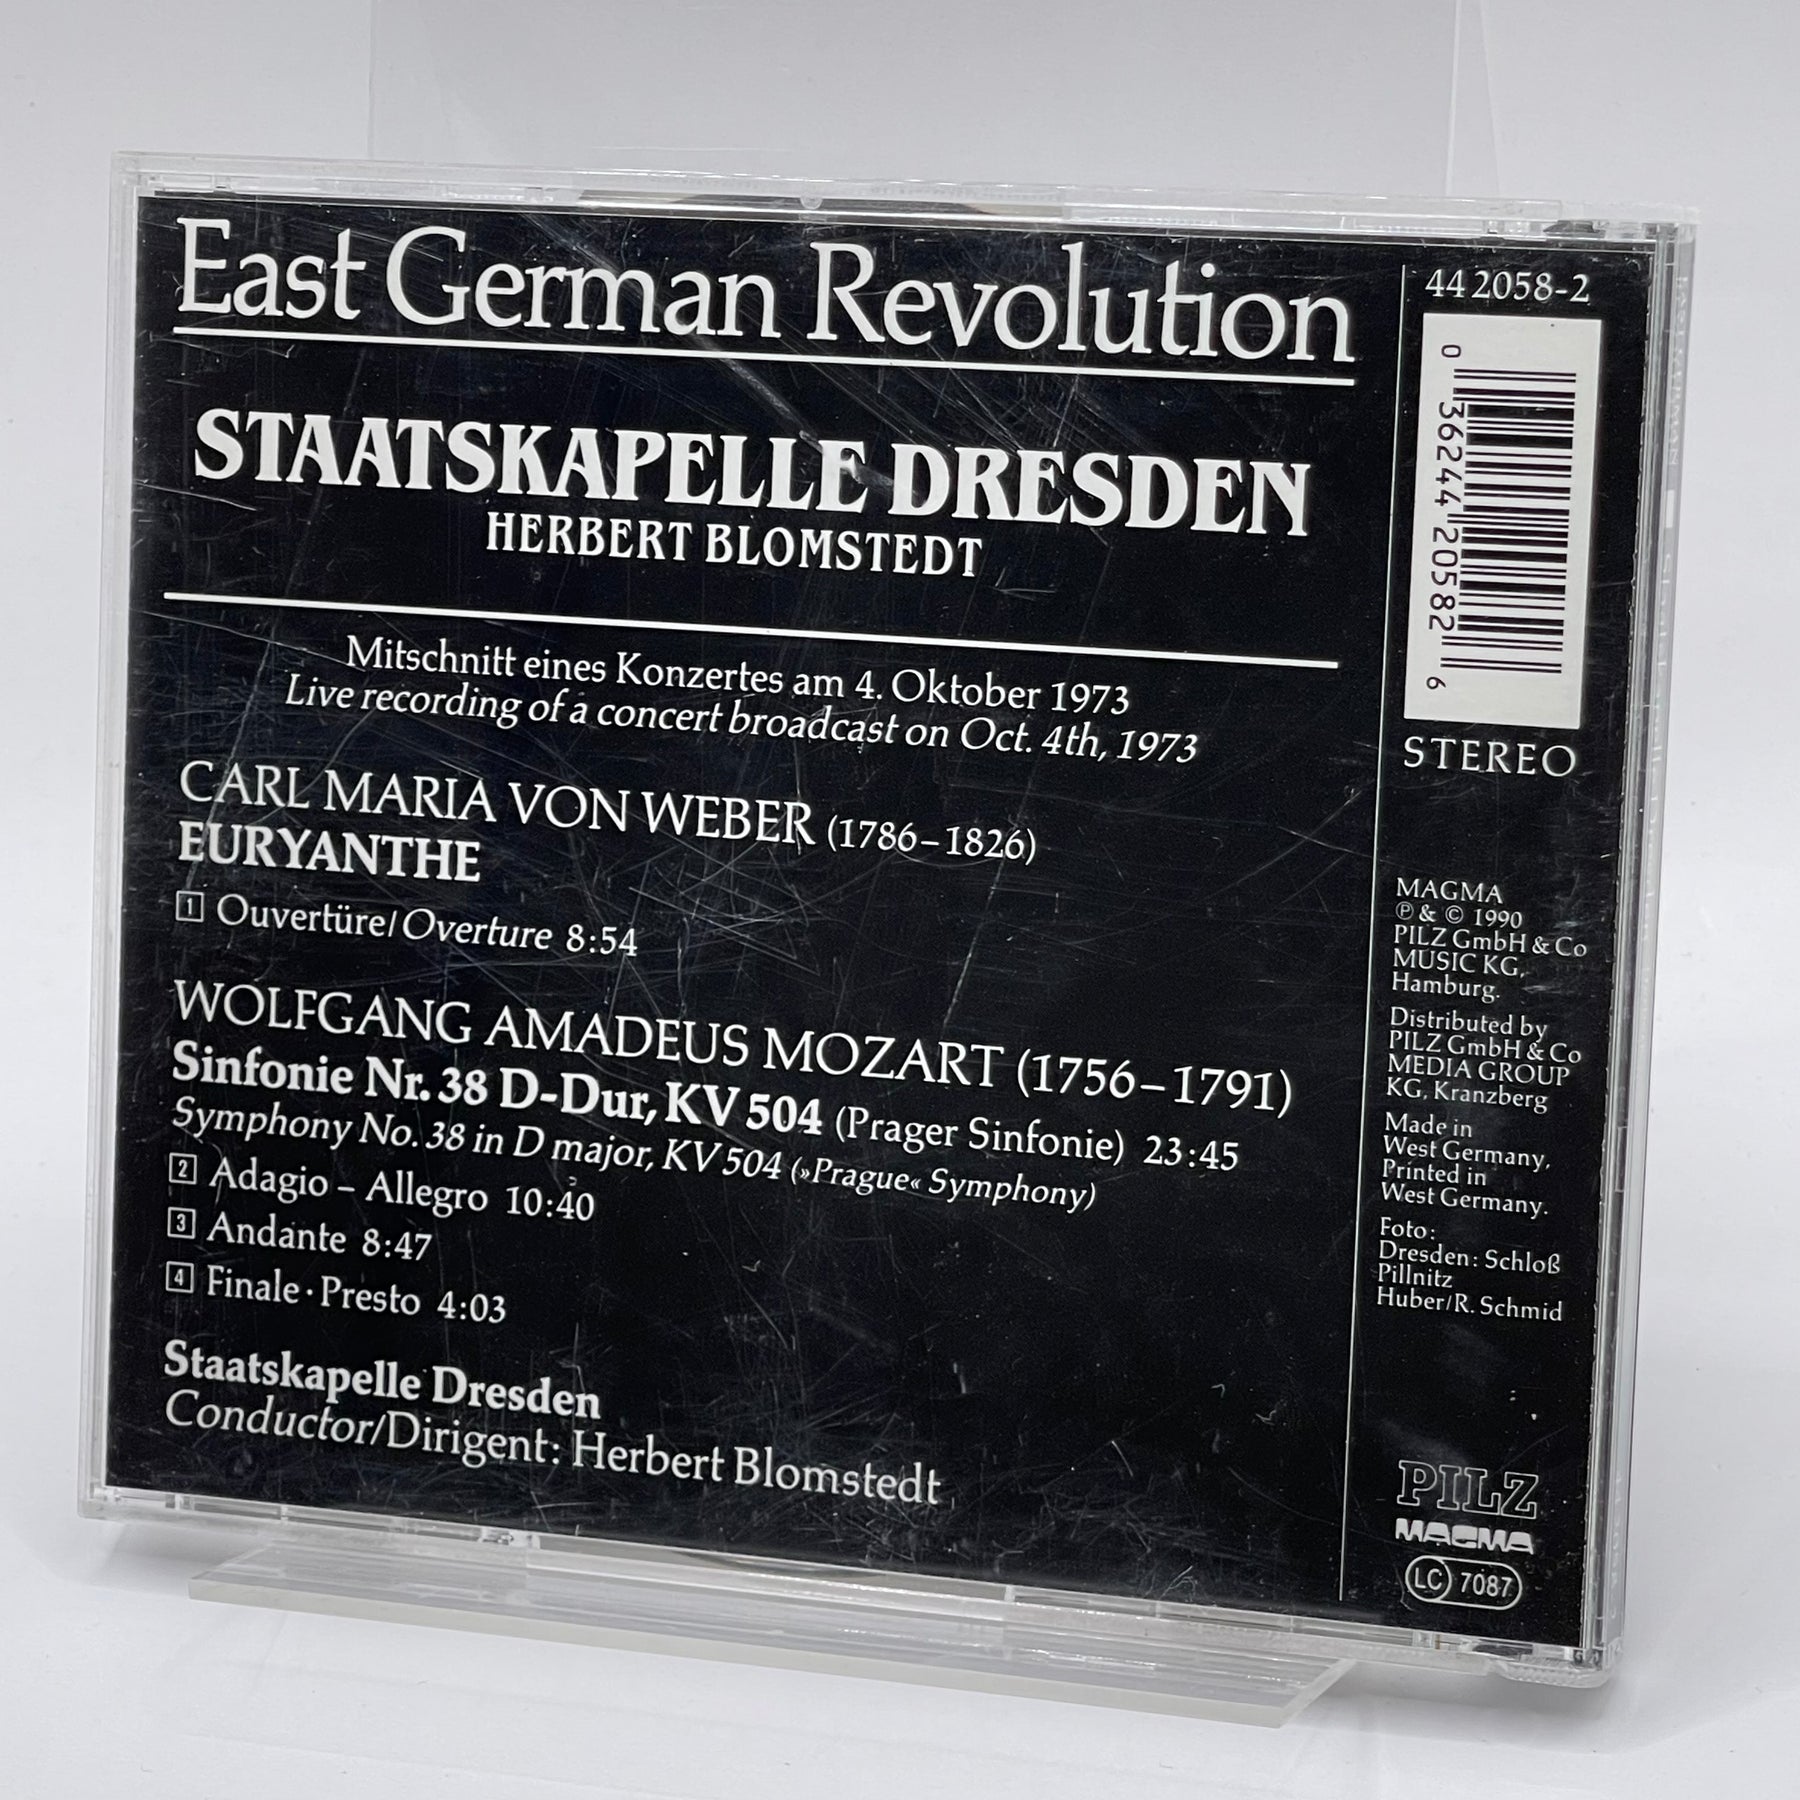 East German Revolution
STAATSKAPELLE DRESDEN
HERBERT BLOMSTEDT
Mitschnitt eines Konzertes am 4. Oktober 1973
Live recording of a concert broadcast on Oct. 4th, 1973
CARL MARIA VON WEBER (1786–1826)
EURYANTHE
1 Ouvertüre/Overture 8:54
WOLFGANG AMADEUS MOZART (1756–1791)
Sinfonie Nr. 38 D-Dur, KV 504 (Prager Sinfonie) 23:45
Symphony No. 38 in D major, KV 504 (»Prague« Symphony)
2 Adagio – Allegro 10:40
3 Andante 8:47
4 Finale · Presto 4:03
Staatskapelle Dresden
Conductor/Dirigent: Herbert Blomstedt
44 2058-2
0 36244 20582 6
STEREO
MAGMA
℗ & © 1990
PILZ GmbH & Co
MUSIC KG,
Hamburg.
Distributed by
PILZ GmbH & Co
MEDIA GROUP
KG, Kranzberg
Made in
West Germany,
Printed in
West Germany.
Foto:
Dresden: Schloß
Pillnitz
Huber/R. Schmid
PILZ
MAGMA
LC 7087